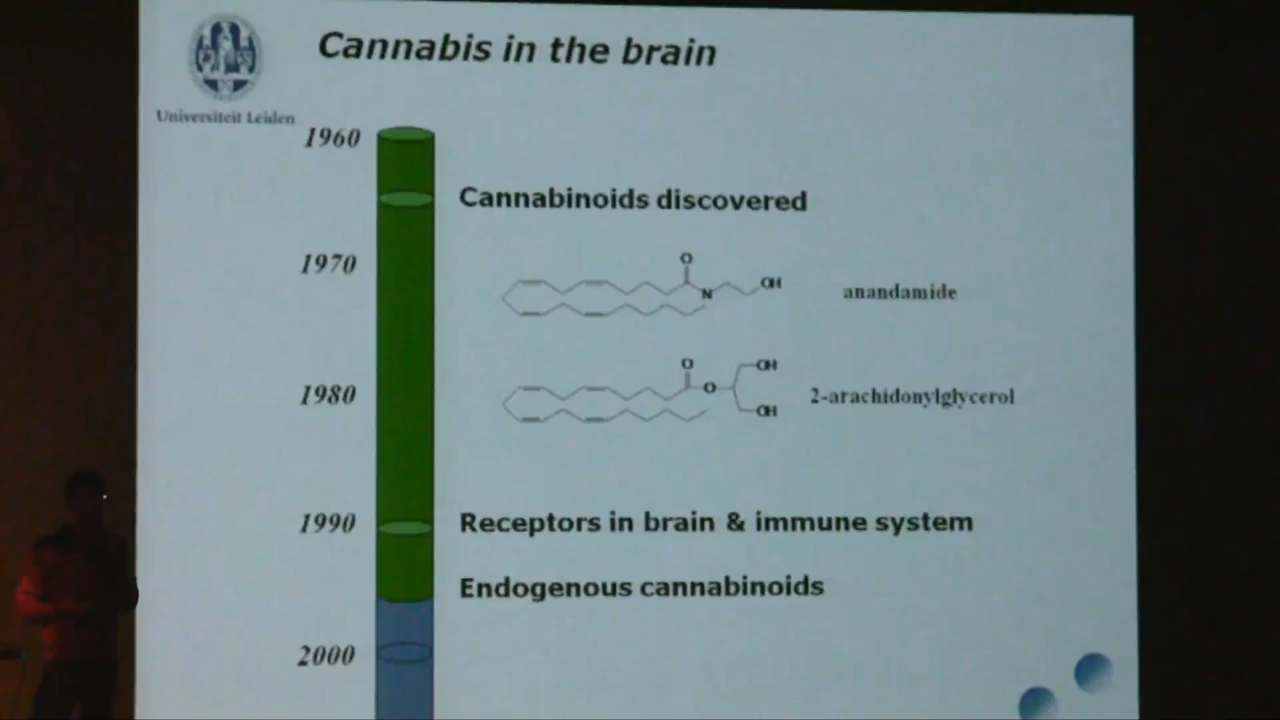 Cannabis in the brain
Universiteit Leiden
1960
Cannabinoids discovered
1970
O
N
OH
anandamide
1980
O
O
OH
OH
2-arachidonylglycerol
1990
Receptors in brain & immune system
Endogenous cannabinoids
2000